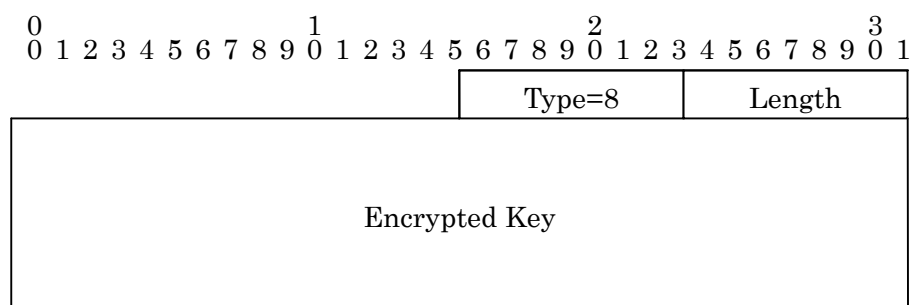 0 1 2 3
0 1 2 3 4 5 6 7 8 9 0 1 2 3 4 5 6 7 8 9 0 1 2 3 4 5 6 7 8 9 0 1
Type=8 Length
Encrypted Key